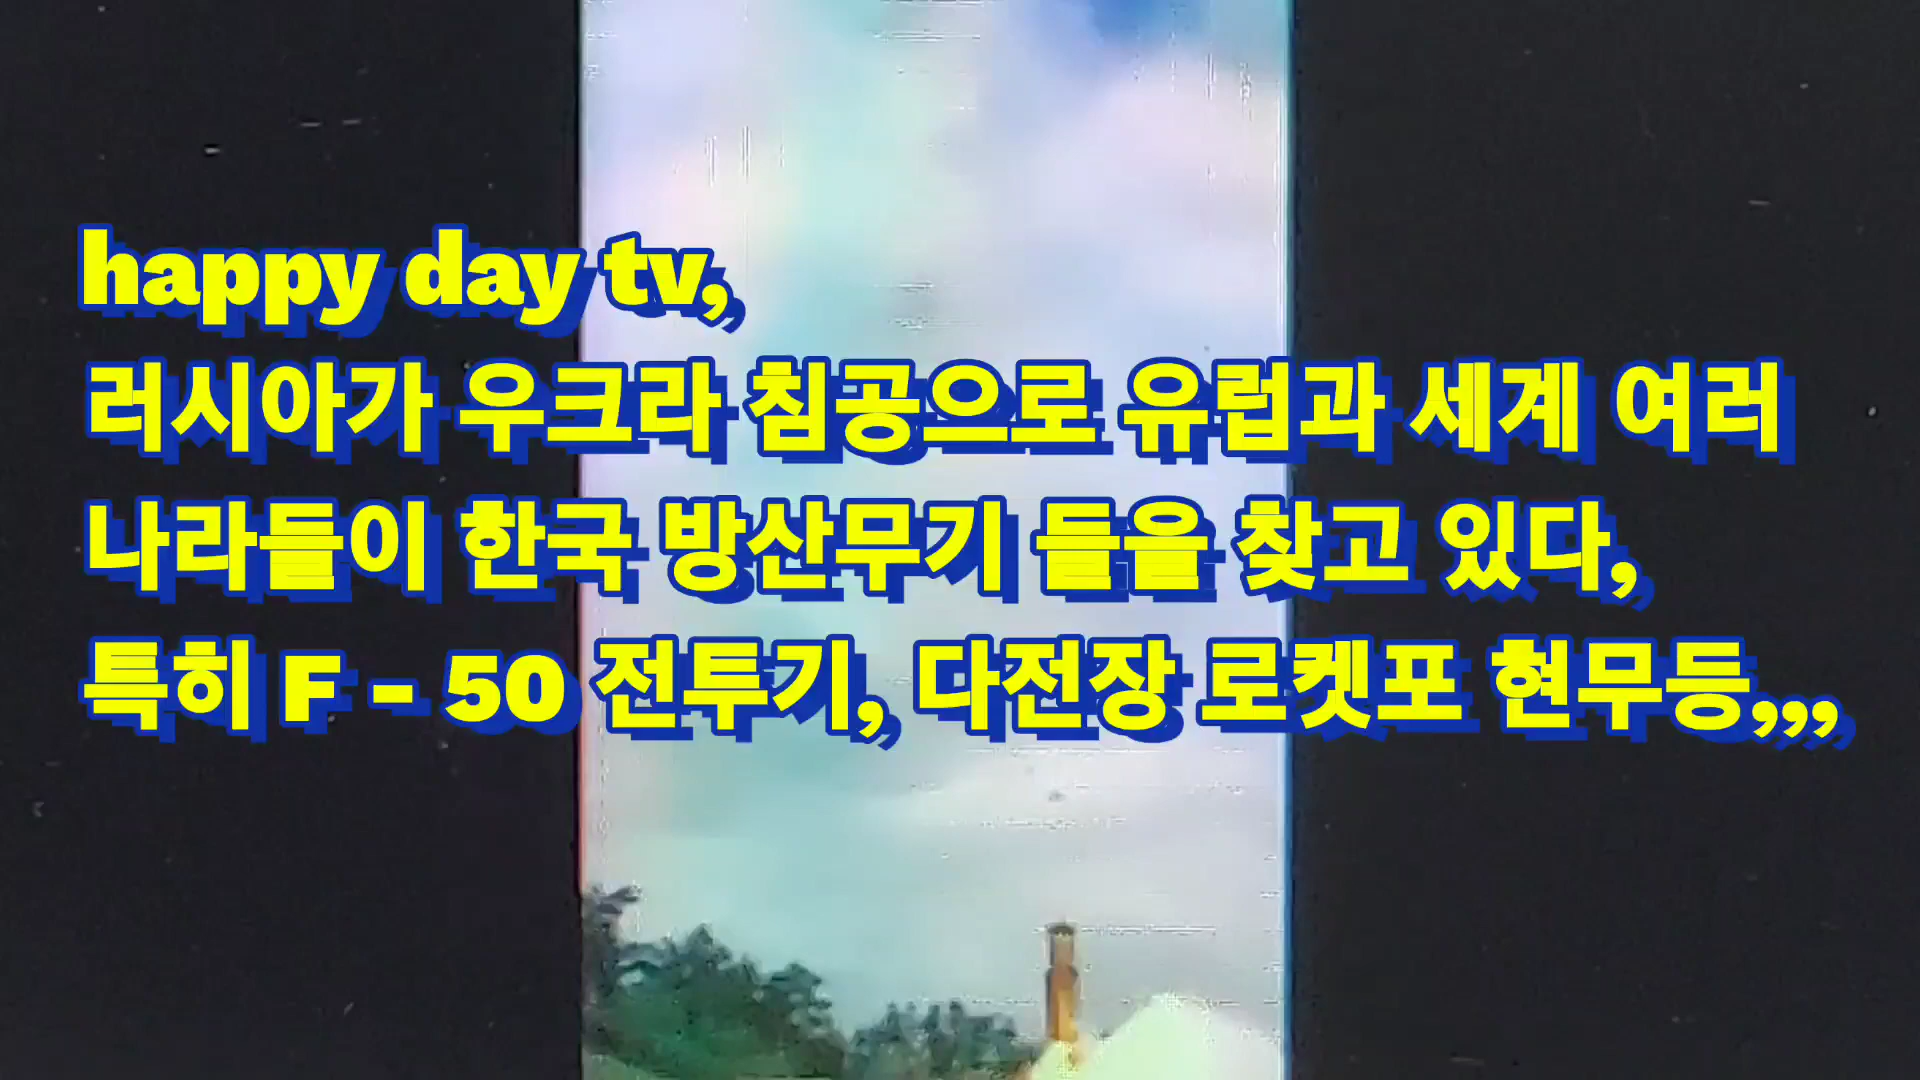 happy day tv,
러시아가 우크라 침공으로 유럽과 세계 여러
나라들이 한국 방산무기 들을 찾고 있다,
특히 F - 50 전투기, 다전장 로켓포 현무등,,,